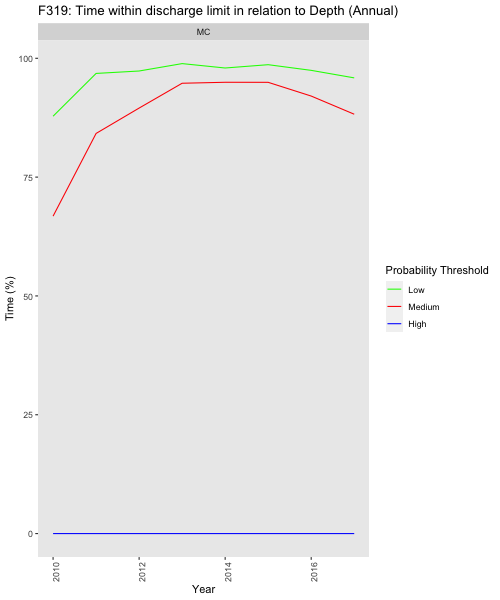 F319: Time within discharge limit in relation to Depth (Annual)
MC
100
75
50
25
0
Time (%)
2010
2012
2014
2016
Year
Probability Threshold
Low
Medium
High